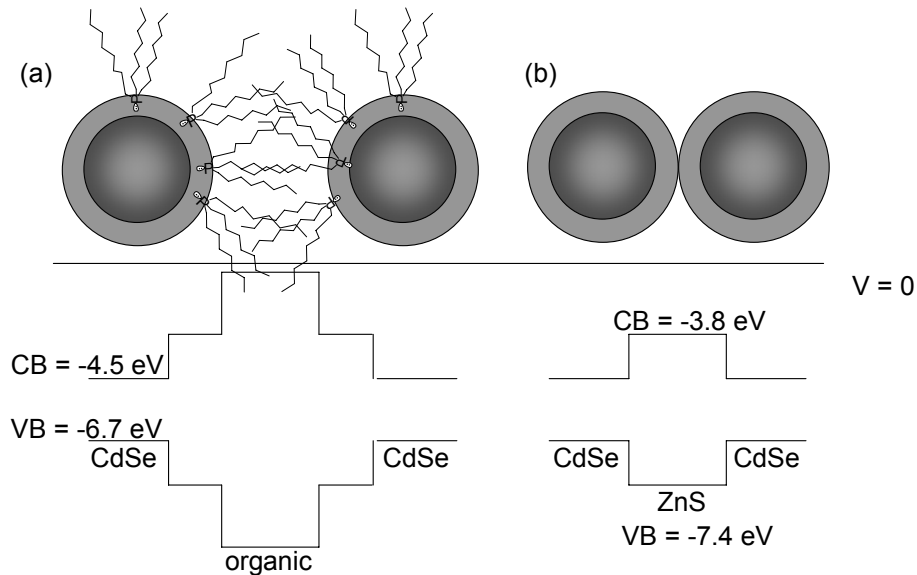 (a)
(b)
V = 0
CB = -3.8 eV
CB = -4.5 eV
VB = -6.7 eV
CdSe
CdSe
CdSe
CdSe
ZnS
VB = -7.4 eV
organic